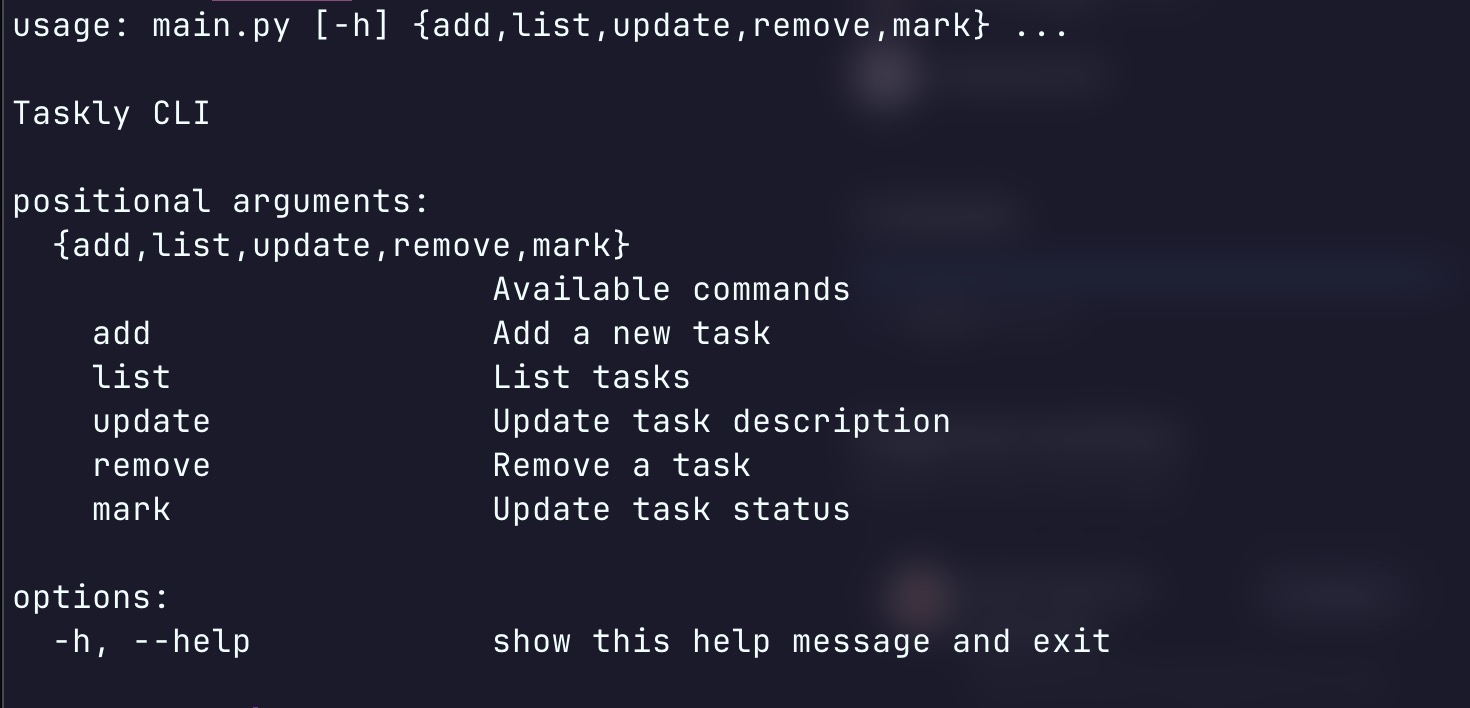 usage: main.py [-h] {add,list,update,remove,mark} ...
Taskly CLI
positional arguments:
{add,list,update,remove,mark}
Available commands
add Add a new task
list List tasks
update Update task description
remove Remove a task
mark Update task status
options:
-h, --help show this help message and exit